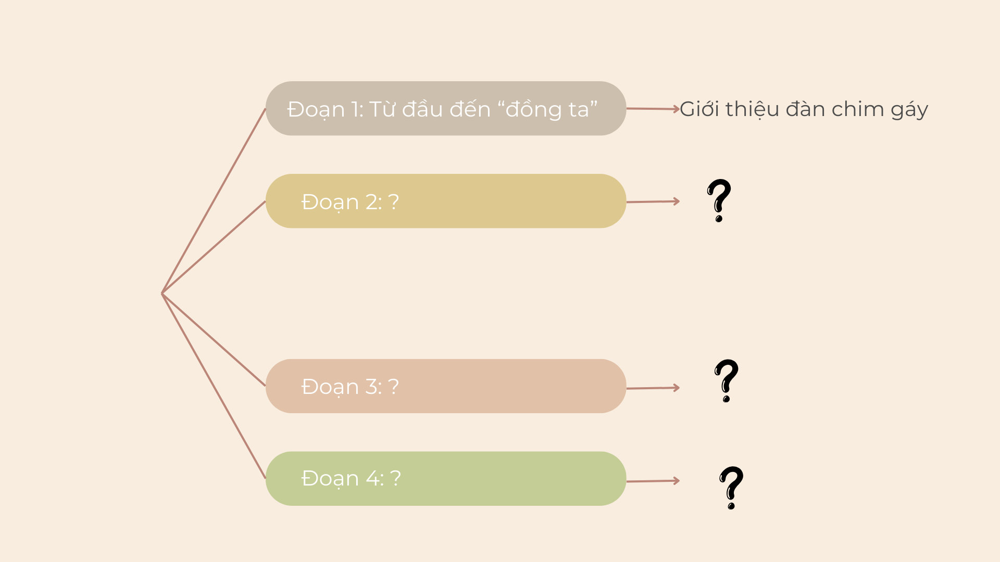 Đoạn 1: Từ đầu đến “đồng ta”
Giới thiệu đàn chim gáy
Đoạn 2: ?
?
Đoạn 3: ?
?
Đoạn 4: ?
?